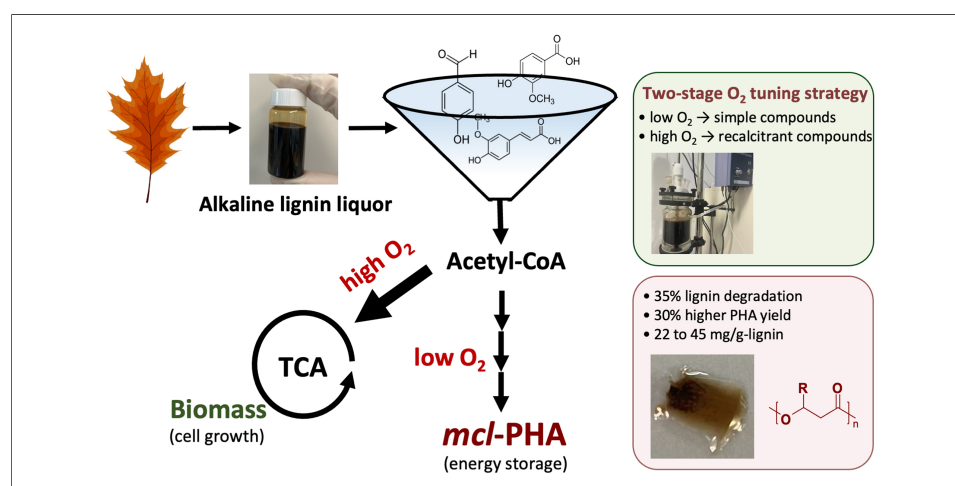 Alkaline lignin liquor
O
H
OH
O
OH
HO
OCH₃
CH₃
O
HO
O
OH
Acetyl-CoA
high O₂
low O₂
TCA
Biomass
(cell growth)
mcl-PHA
(energy storage)
Two-stage O₂ tuning strategy
• low O₂ → simple compounds
• high O₂ → recalcitrant compounds
• 35% lignin degradation
• 30% higher PHA yield
• 22 to 45 mg/g-lignin
R
O
O
n